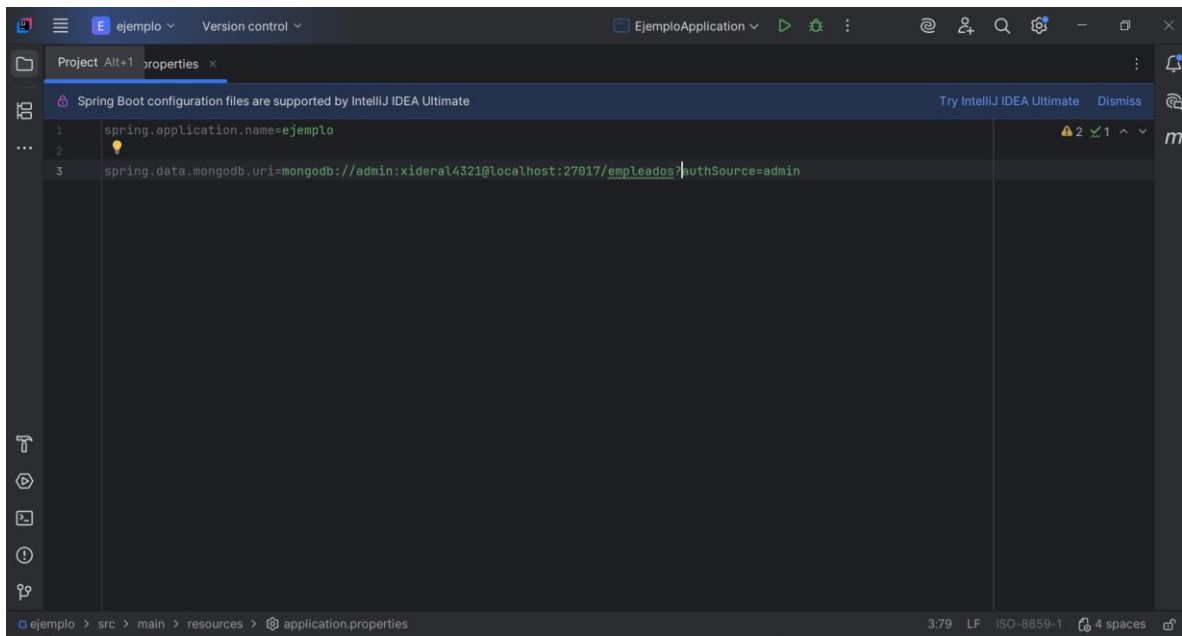 E ejemplo Version control EjemploApplication
Project Alt+1 properties
Spring Boot configuration files are supported by IntelliJ IDEA Ultimate Try IntelliJ IDEA Ultimate Dismiss
1 spring.application.name=ejemplo 2 1
2
3 spring.data.mongodb.uri=mongodb://admin:xideral4321@localhost:27017/empleados?authSource=admin
m
ejemplo > src > main > resources > application.properties 3:79 LF ISO-8859-1 4 spaces